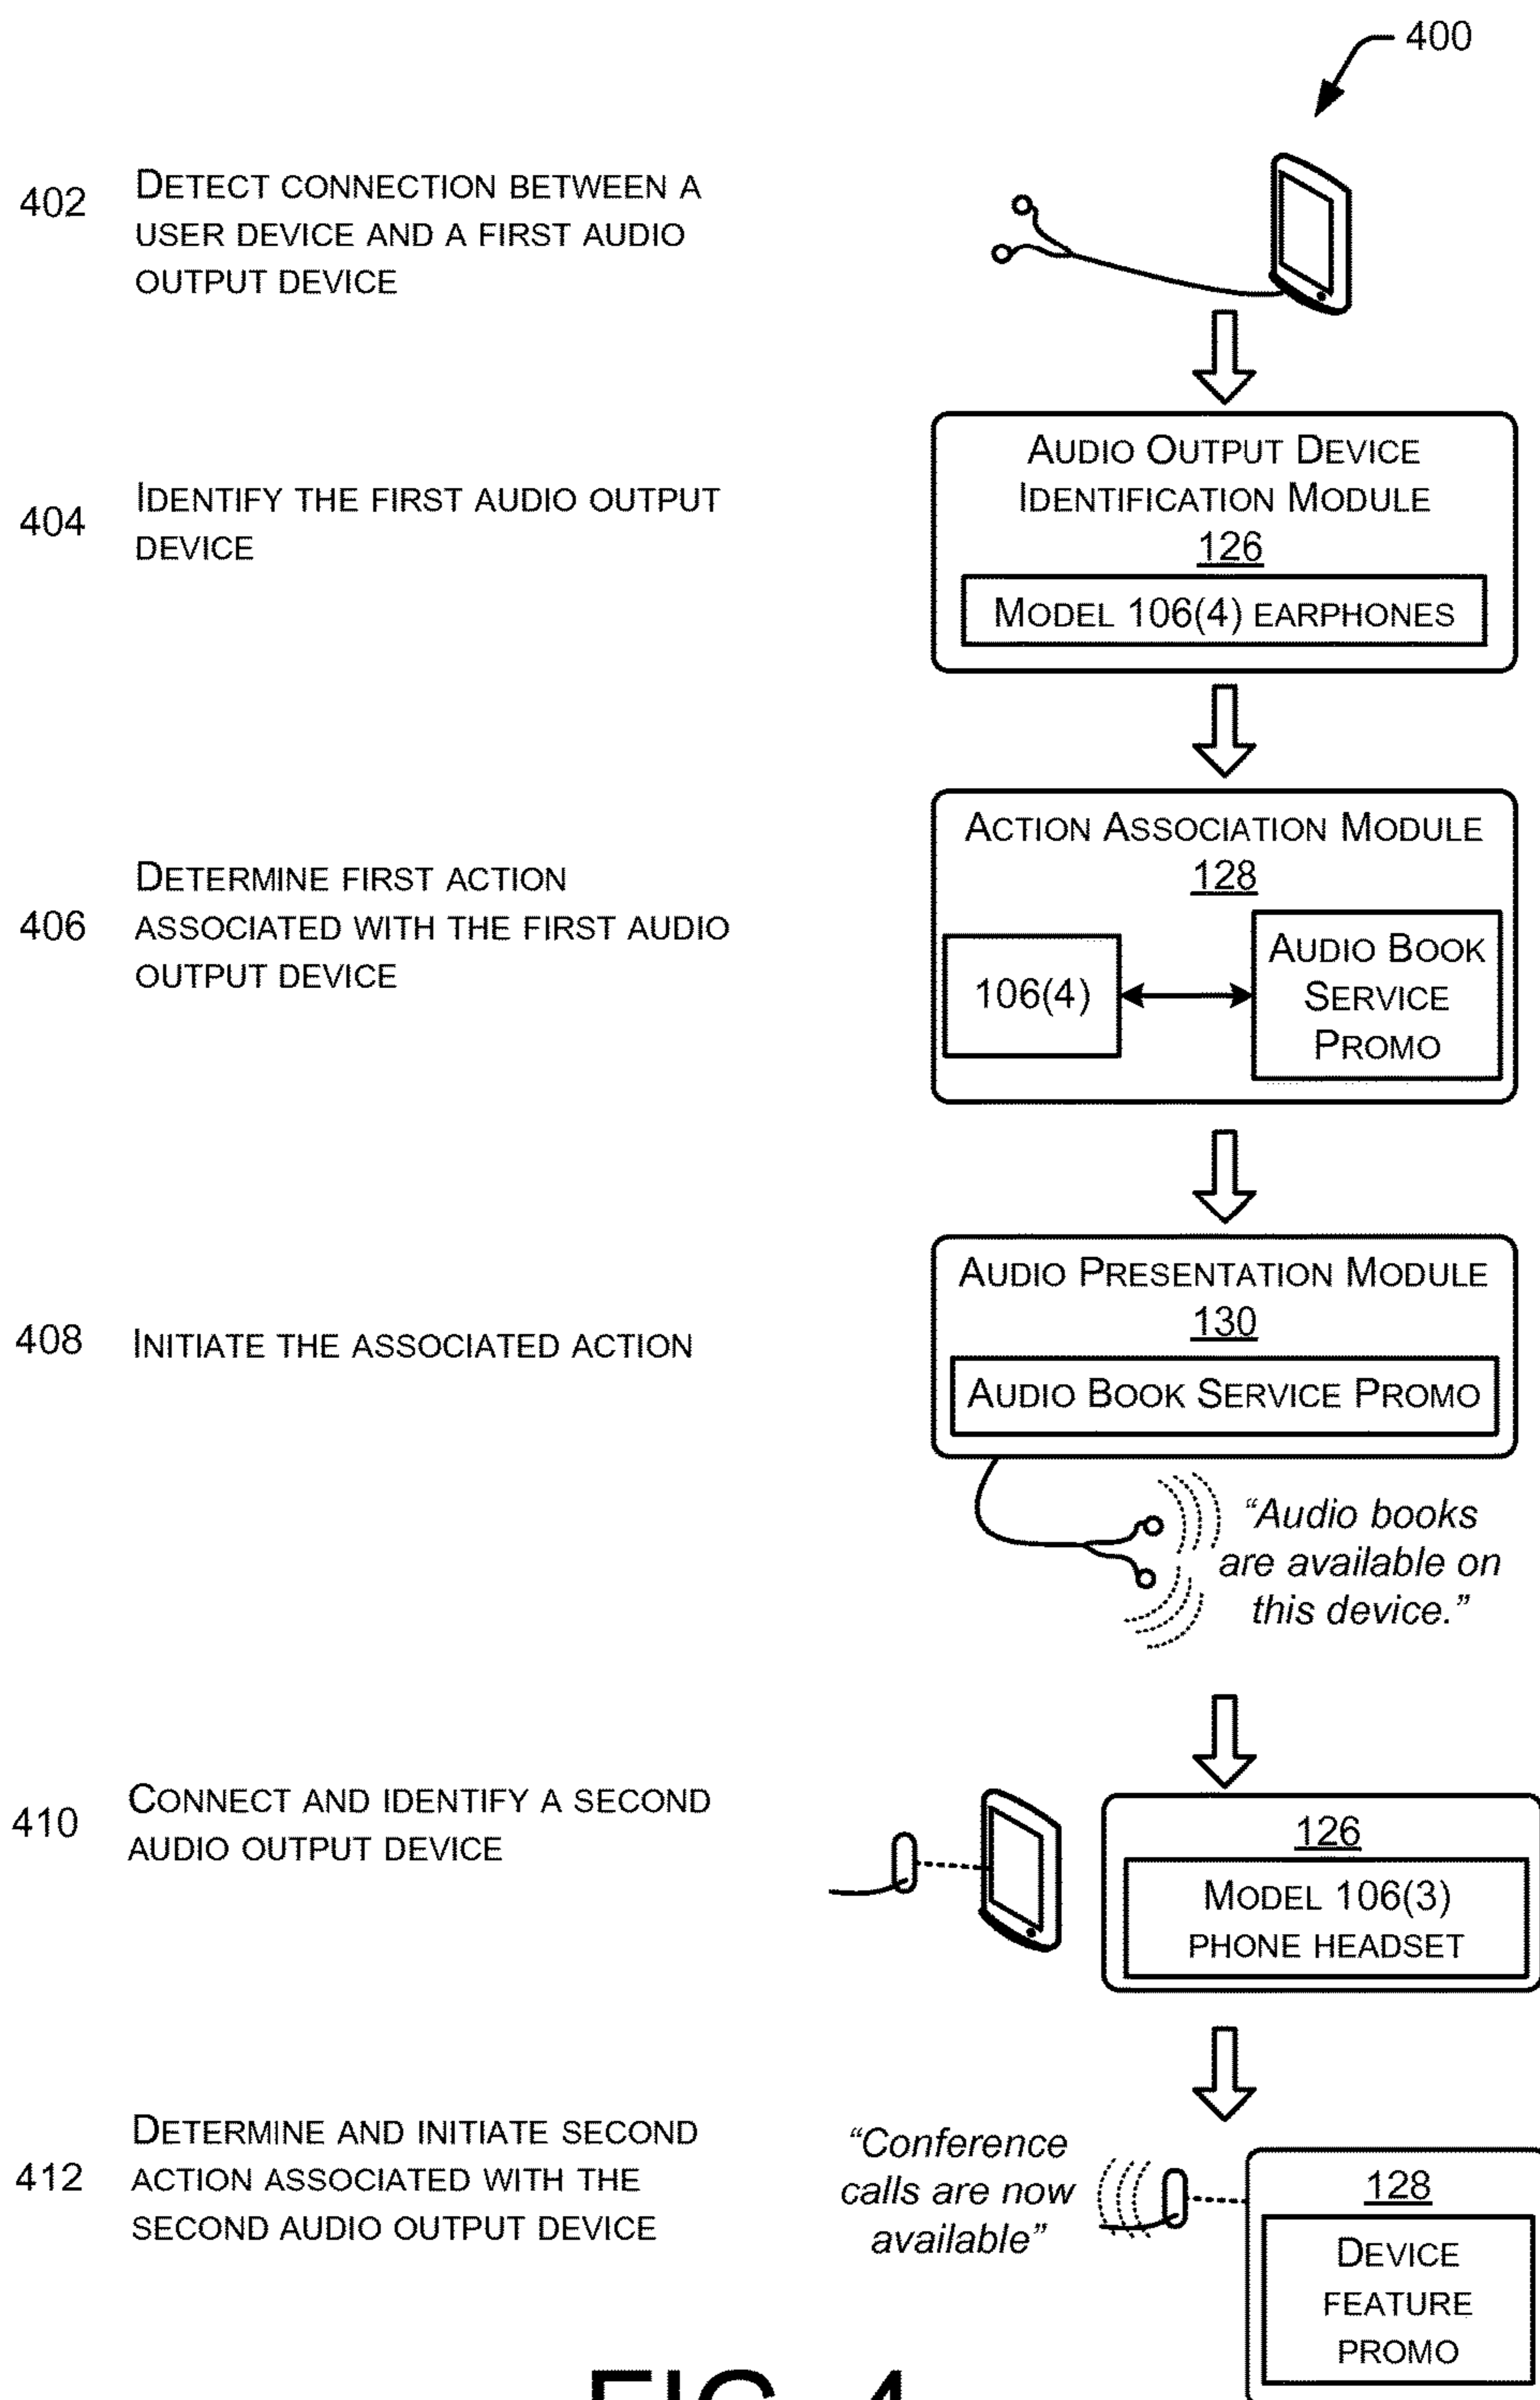 400
402
DETECT CONNECTION BETWEEN A
USER DEVICE AND A FIRST AUDIO
OUTPUT DEVICE
404
IDENTIFY THE FIRST AUDIO OUTPUT
DEVICE
AUDIO OUTPUT DEVICE
IDENTIFICATION MODULE
126
MODEL 106(4) EARPHONES
406
DETERMINE FIRST ACTION
ASSOCIATED WITH THE FIRST AUDIO
OUTPUT DEVICE
ACTION ASSOCIATION MODULE
128
106(4)
AUDIO BOOK
SERVICE
PROMO
408
INITIATE THE ASSOCIATED ACTION
AUDIO PRESENTATION MODULE
130
AUDIO BOOK SERVICE PROMO
“Audio books
are available on
this device.”
410
CONNECT AND IDENTIFY A SECOND
AUDIO OUTPUT DEVICE
126
MODEL 106(3)
PHONE HEADSET
412
DETERMINE AND INITIATE SECOND
ACTION ASSOCIATED WITH THE
SECOND AUDIO OUTPUT DEVICE
“Conference
calls are now
available”
128
DEVICE
FEATURE
PROMO
FIG. 4